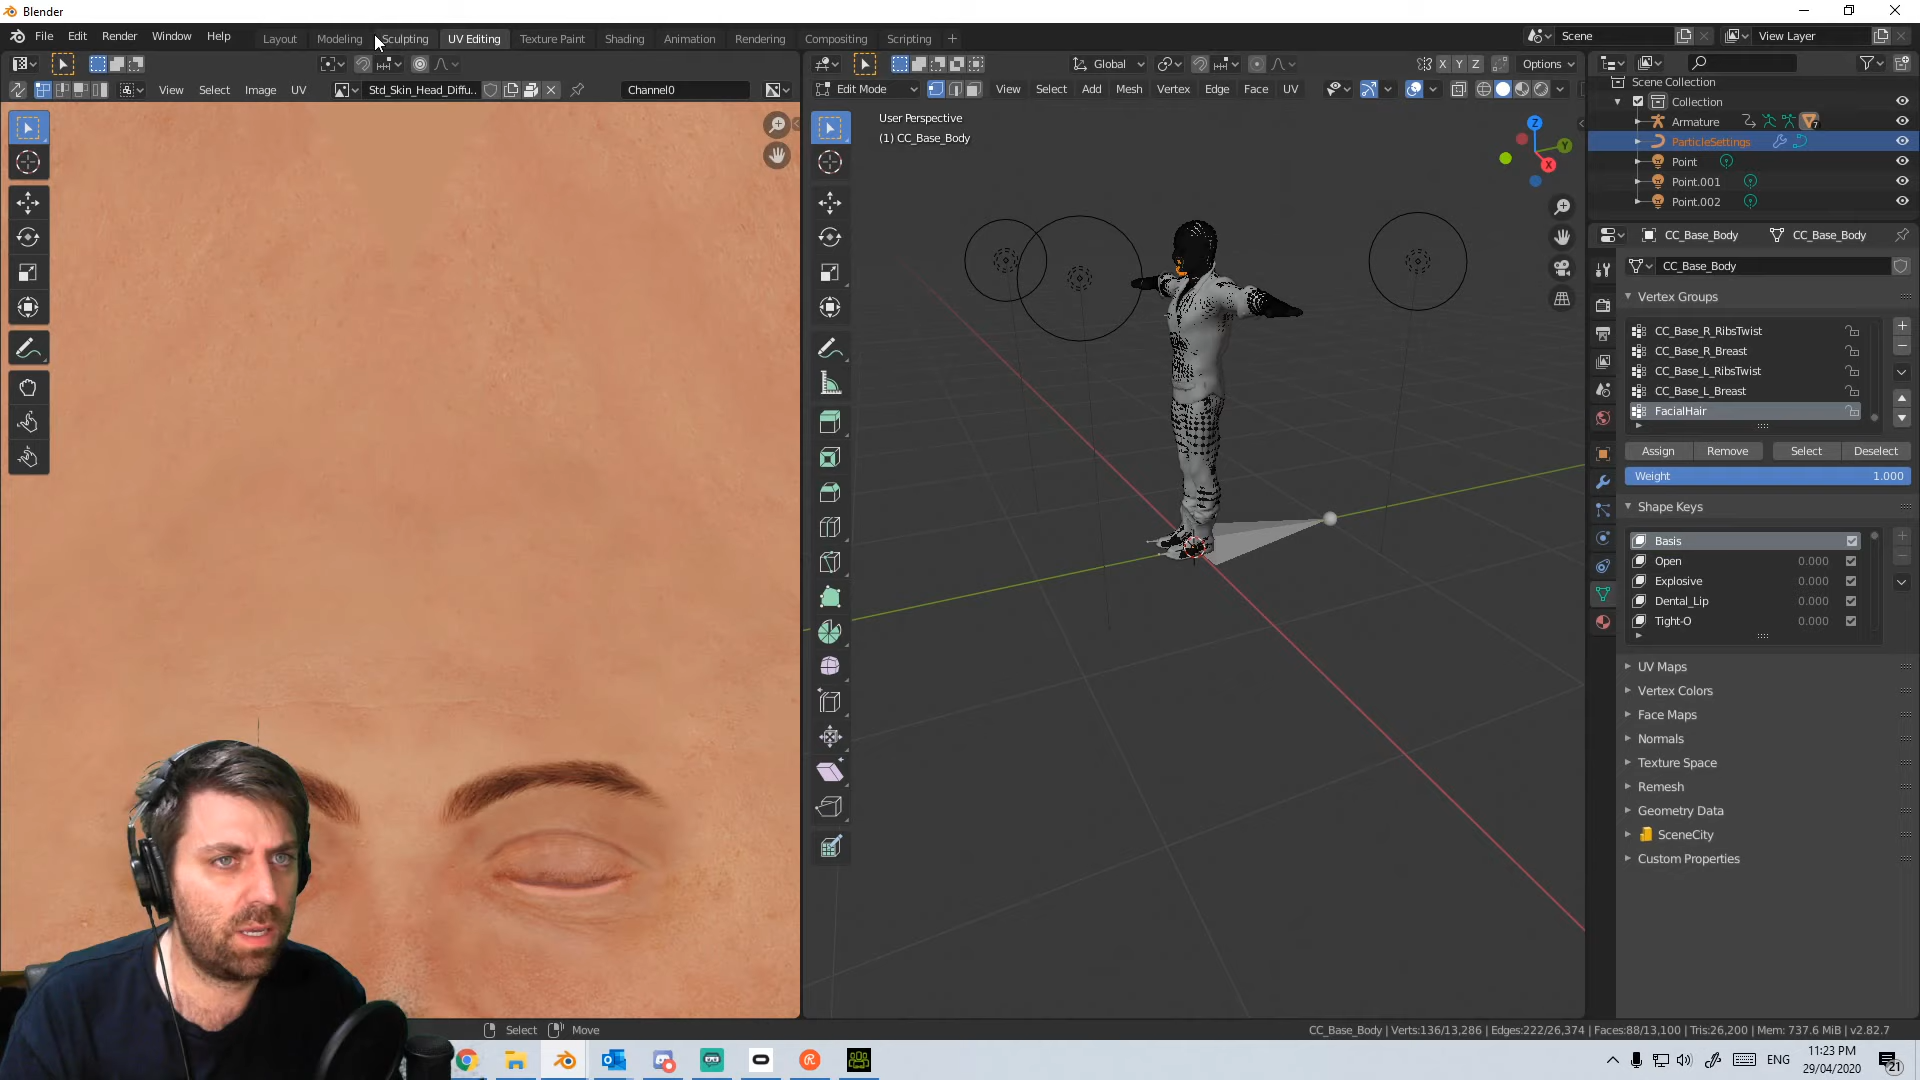 Blender
File Edit Render Window Help Layout Modeling Sculpting UV Editing Texture Paint Shading Animation Rendering Compositing Scripting + Scene View Layer
Global X Y Z Options
View Select Image UV Std_Skin_Head_Diffu.. Channel0 Edit Mode View Select Add Mesh Vertex Edge Face UV
User Perspective
(1) CC_Base_Body
Z
Y
X
Scene Collection
Collection
Armature 7
ParticleSettings
Point
Point.001
Point.002
CC_Base_Body CC_Base_Body
CC_Base_Body
Vertex Groups
CC_Base_R_RibsTwist
CC_Base_R_Breast
CC_Base_L_RibsTwist
CC_Base_L_Breast
FacialHair
Assign Remove Select Deselect
Weight 1.000
Shape Keys
Basis
Open 0.000
Explosive 0.000
Dental_Lip 0.000
Tight-O 0.000
UV Maps
Vertex Colors
Face Maps
Normals
Texture Space
Remesh
Geometry Data
SceneCity
Custom Properties
Select Move CC_Base_Body | Verts:136/13,286 | Edges:222/26,374 | Faces:88/13,100 | Tris:26,200 | Mem: 737.6 MiB | v2.82.7
ENG 11:23 PM
29/04/2020
21